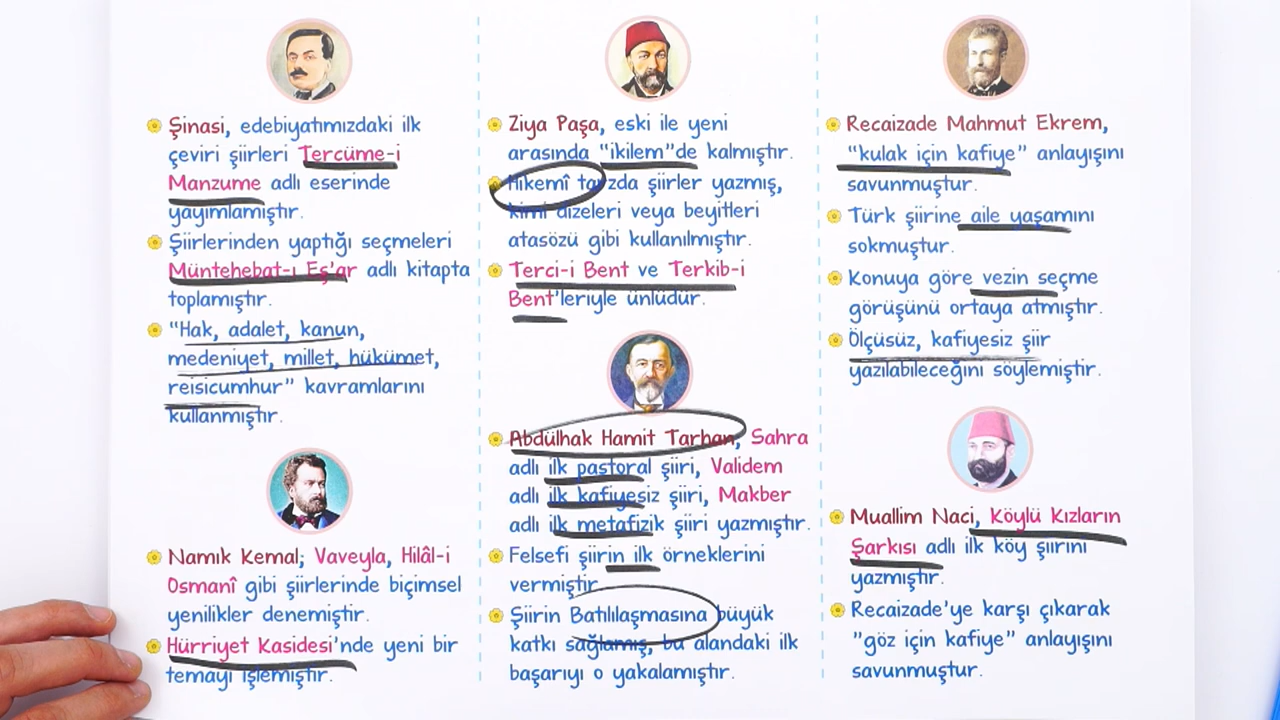 Şinasi, edebiyatımızdaki ilk
çeviri şiirleri Tercüme-i
Manzume adlı eserinde
yayımlamıştır.
Şiirlerinden yaptığı seçmeleri
Müntehebat-ı Eş'ar adlı kitapta
toplamıştır.
"Hak, adalet, kanun,
medeniyet, millet, hükümet,
reisicumhur" kavramlarını
kullanmıştır.
Namık Kemal; Vaveyla, Hilâl-i
Osmanî gibi şiirlerinde biçimsel
yenilikler denemiştir.
Hürriyet Kasidesi'nde yeni bir
temayı işlemiştir.
Ziya Paşa, eski ile yeni
arasında "ikilem"de kalmıştır.
Hikemî tarzda şiirler yazmış,
kimi dizeleri veya beyitleri
atasözü gibi kullanılmıştır.
Terci-i Bent ve Terkib-i
Bent'leriyle ünlüdür.
Abdülhak Hamit Tarhan, Sahra
adlı ilk pastoral şiiri, Validem
adlı ilk kafiyesiz şiiri, Makber
adlı ilk metafizik şiiri yazmıştır.
Felsefi şiirin ilk örneklerini
vermiştir.
Şiirin Batılılaşmasına büyük
katkı sağlamış, bu alandaki ilk
başarıyı o yakalamıştır.
Recaizade Mahmut Ekrem,
"kulak için kafiye" anlayışını
savunmuştur.
Türk şiirine aile yaşamını
sokmuştur.
Konuya göre vezin seçme
görüşünü ortaya atmıştır.
Ölçüsüz, kafiyesiz şiir
yazılabileceğini söylemiştir.
Muallim Naci, Köylü Kızların
Şarkısı adlı ilk köy şiirini
yazmıştır.
Recaizade'ye karşı çıkarak
"göz için kafiye" anlayışını
savunmuştur.